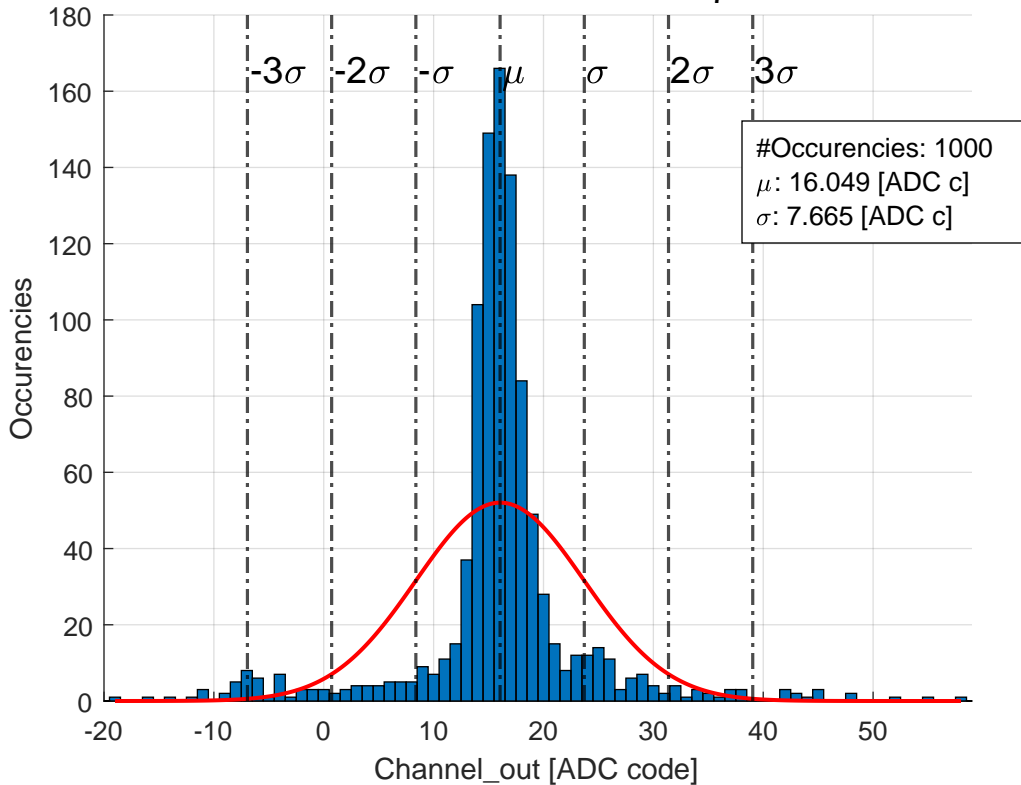 180
160
140
120
100
80
60
40
20
0
-3σ -2σ -σ μ σ 2σ 3σ
#Occurencies: 1000
μ: 16.049 [ADC c]
σ: 7.665 [ADC c]
Occurencies
-20 -10 0 10 20 30 40 50
Channel_out [ADC code]